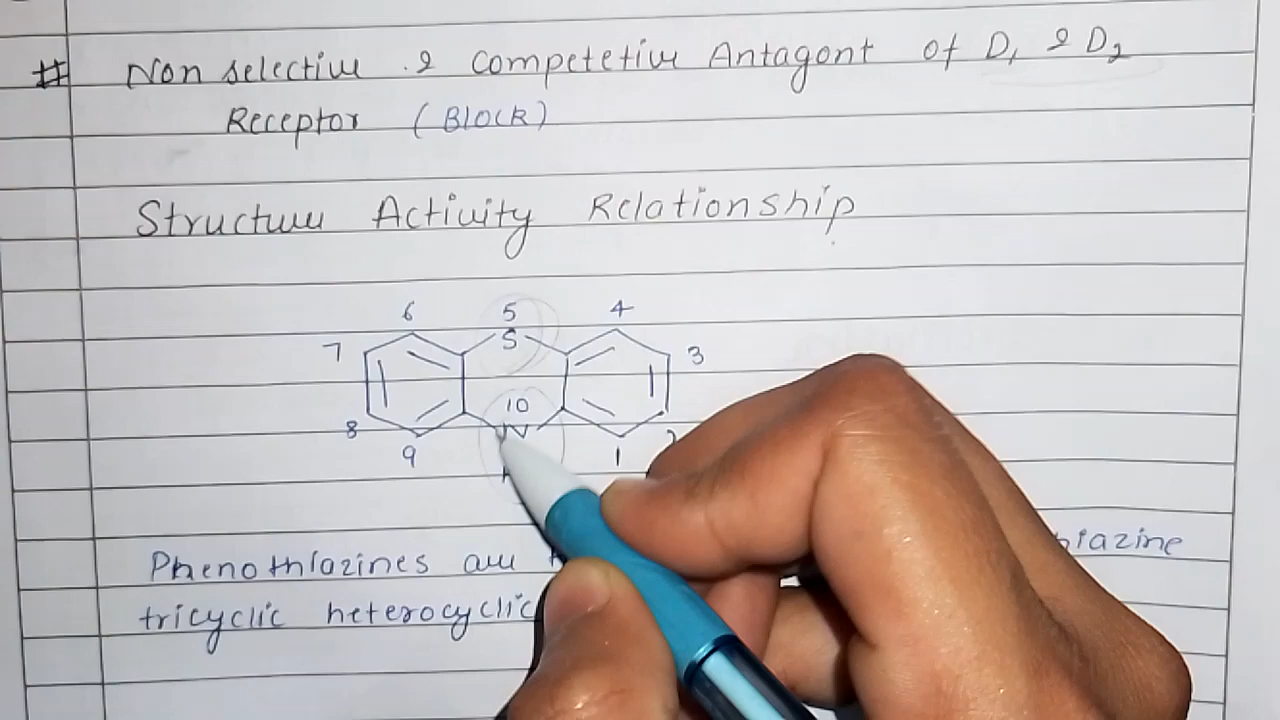 # Non selective & Competetive Antagont of D1 & D2
Receptor (BLOCK)
Structure Activity Relationship
6 5 4
7 S 3
10
8 N 2
9 1
Phenothiazines are
tricyclic heterocyclic